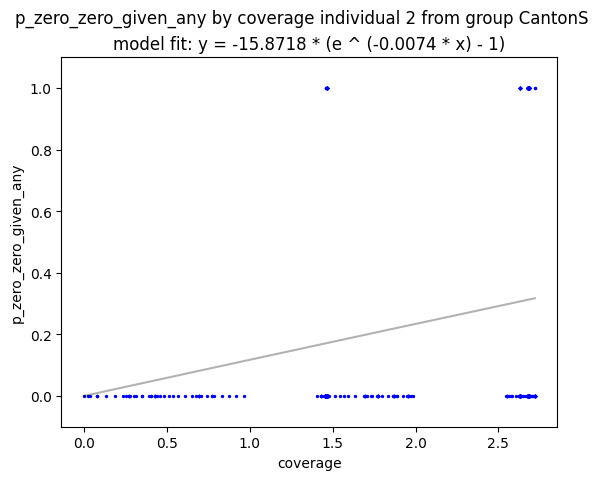 p_zero_zero_given_any by coverage individual 2 from group CantonS
model fit: y = -15.8718 * (e ^ (-0.0074 * x) - 1)
1.0
0.8
0.6
0.4
0.2
0.0
p_zero_zero_given_any
0.0 0.5 1.0 1.5 2.0 2.5
coverage